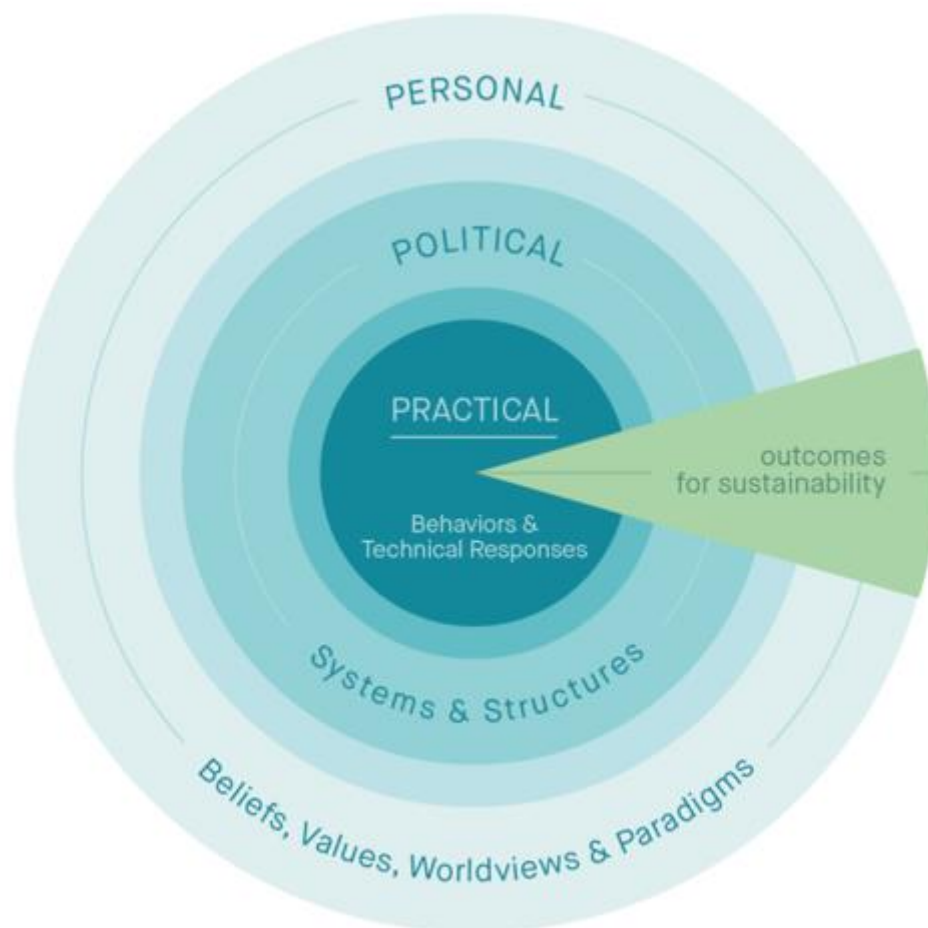 PERSONAL
POLITICAL
PRACTICAL
outcomes
for sustainability
Behaviors &
Technical Responses
Systems & Structures
Beliefs, Values, Worldviews & Paradigms